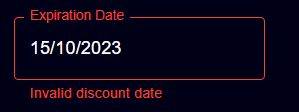 Expiration Date
15/10/2023
Invalid discount date